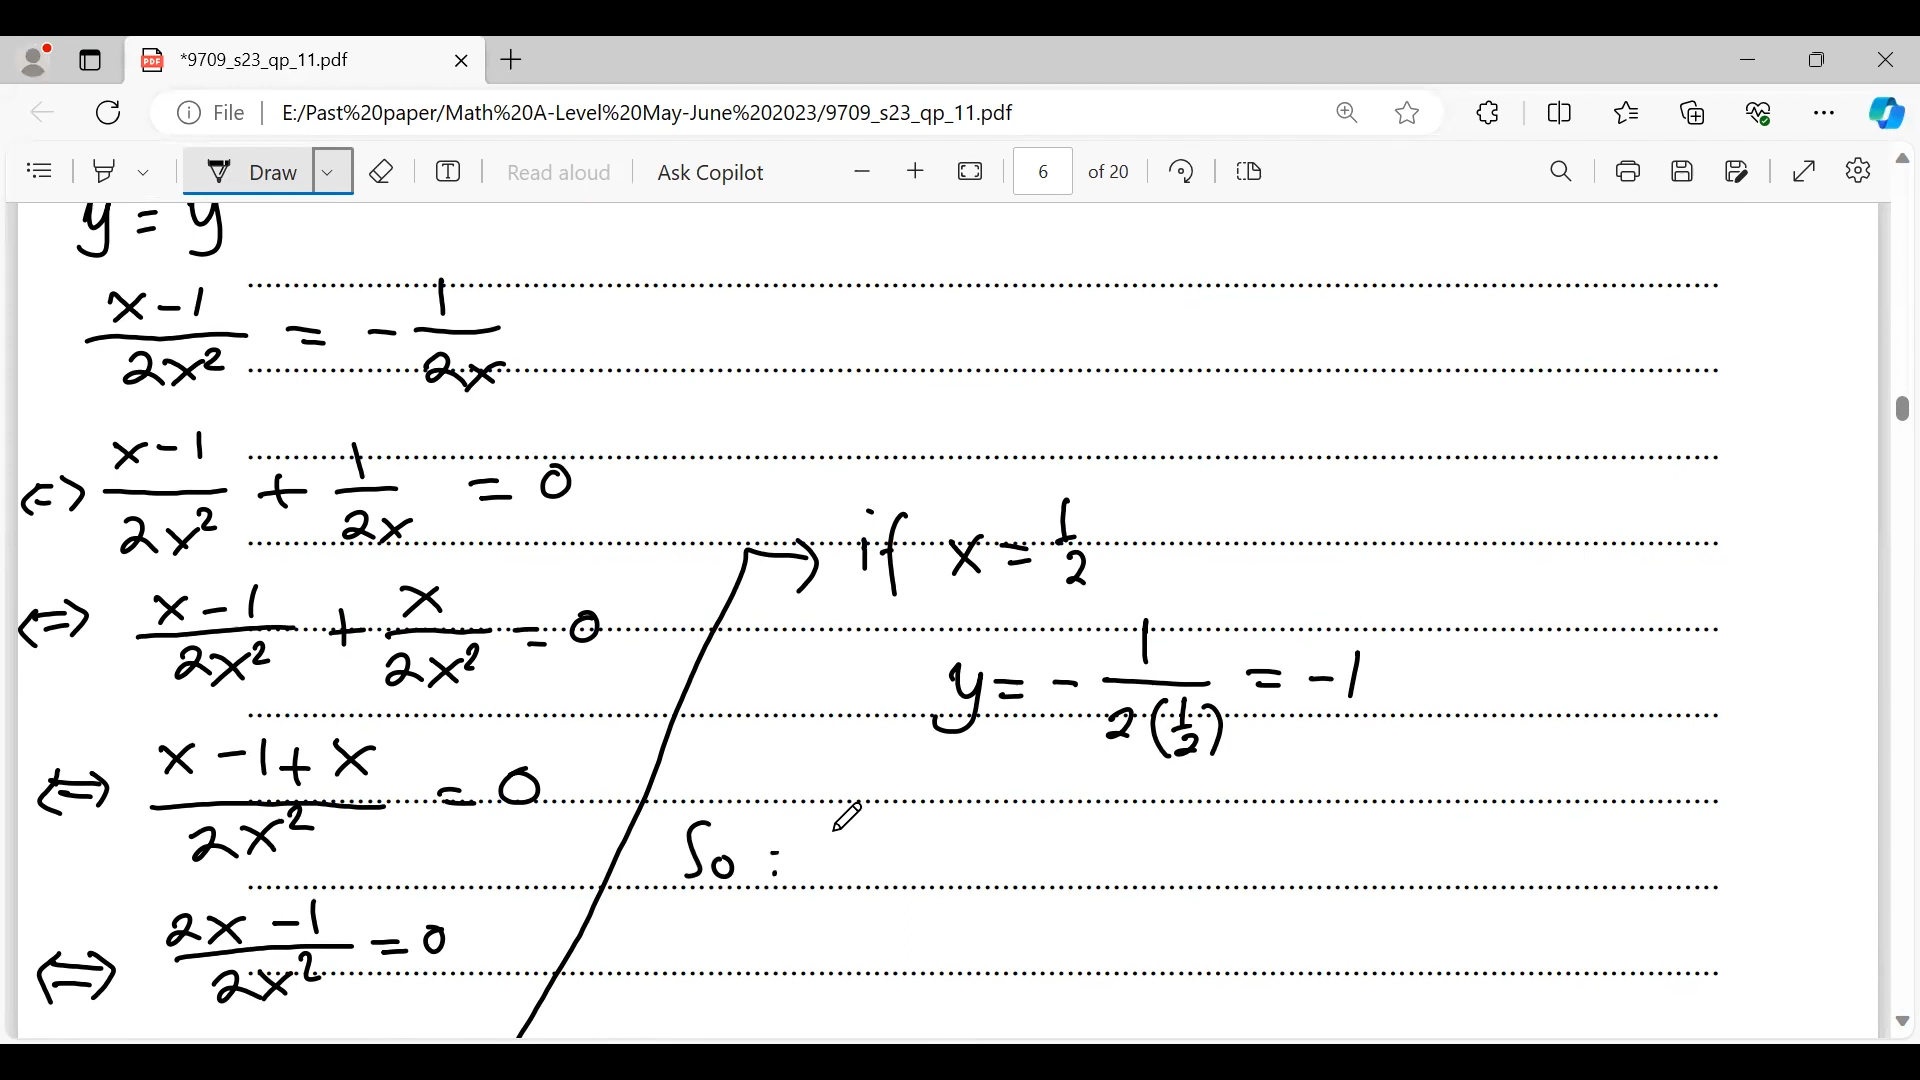 *9709_s23_qp_11.pdf
File
E:/Past%20paper/Math%20A-Level%20May-June%202023/9709_s23_qp_11.pdf
Draw
Read aloud
Ask Copilot
6 of 20
y = y
(x-1)/(2x²) = -1/(2x)
⇔ (x-1)/(2x²) + 1/(2x) = 0
⇔ (x-1)/(2x²) + x/(2x²) = 0
⇔ (x-1+x)/(2x²) = 0
⇔ (2x-1)/(2x²) = 0
→ if x = 1/2
y = -1/(2(1/2)) = -1
So :